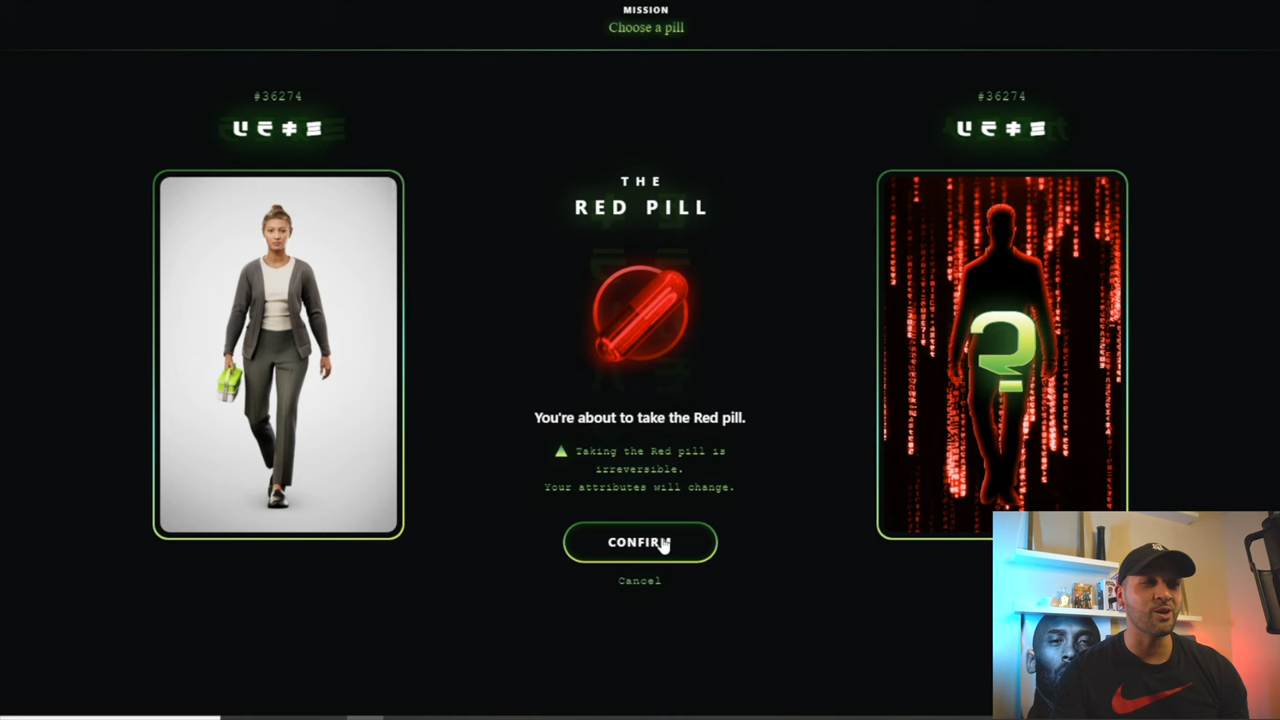 MISSION
Choose a pill
#36274
#36274
THE
RED PILL
You're about to take the Red pill.
Taking the Red pill is
irreversible.
Your attributes will change.
?
CONFIRM
Cancel